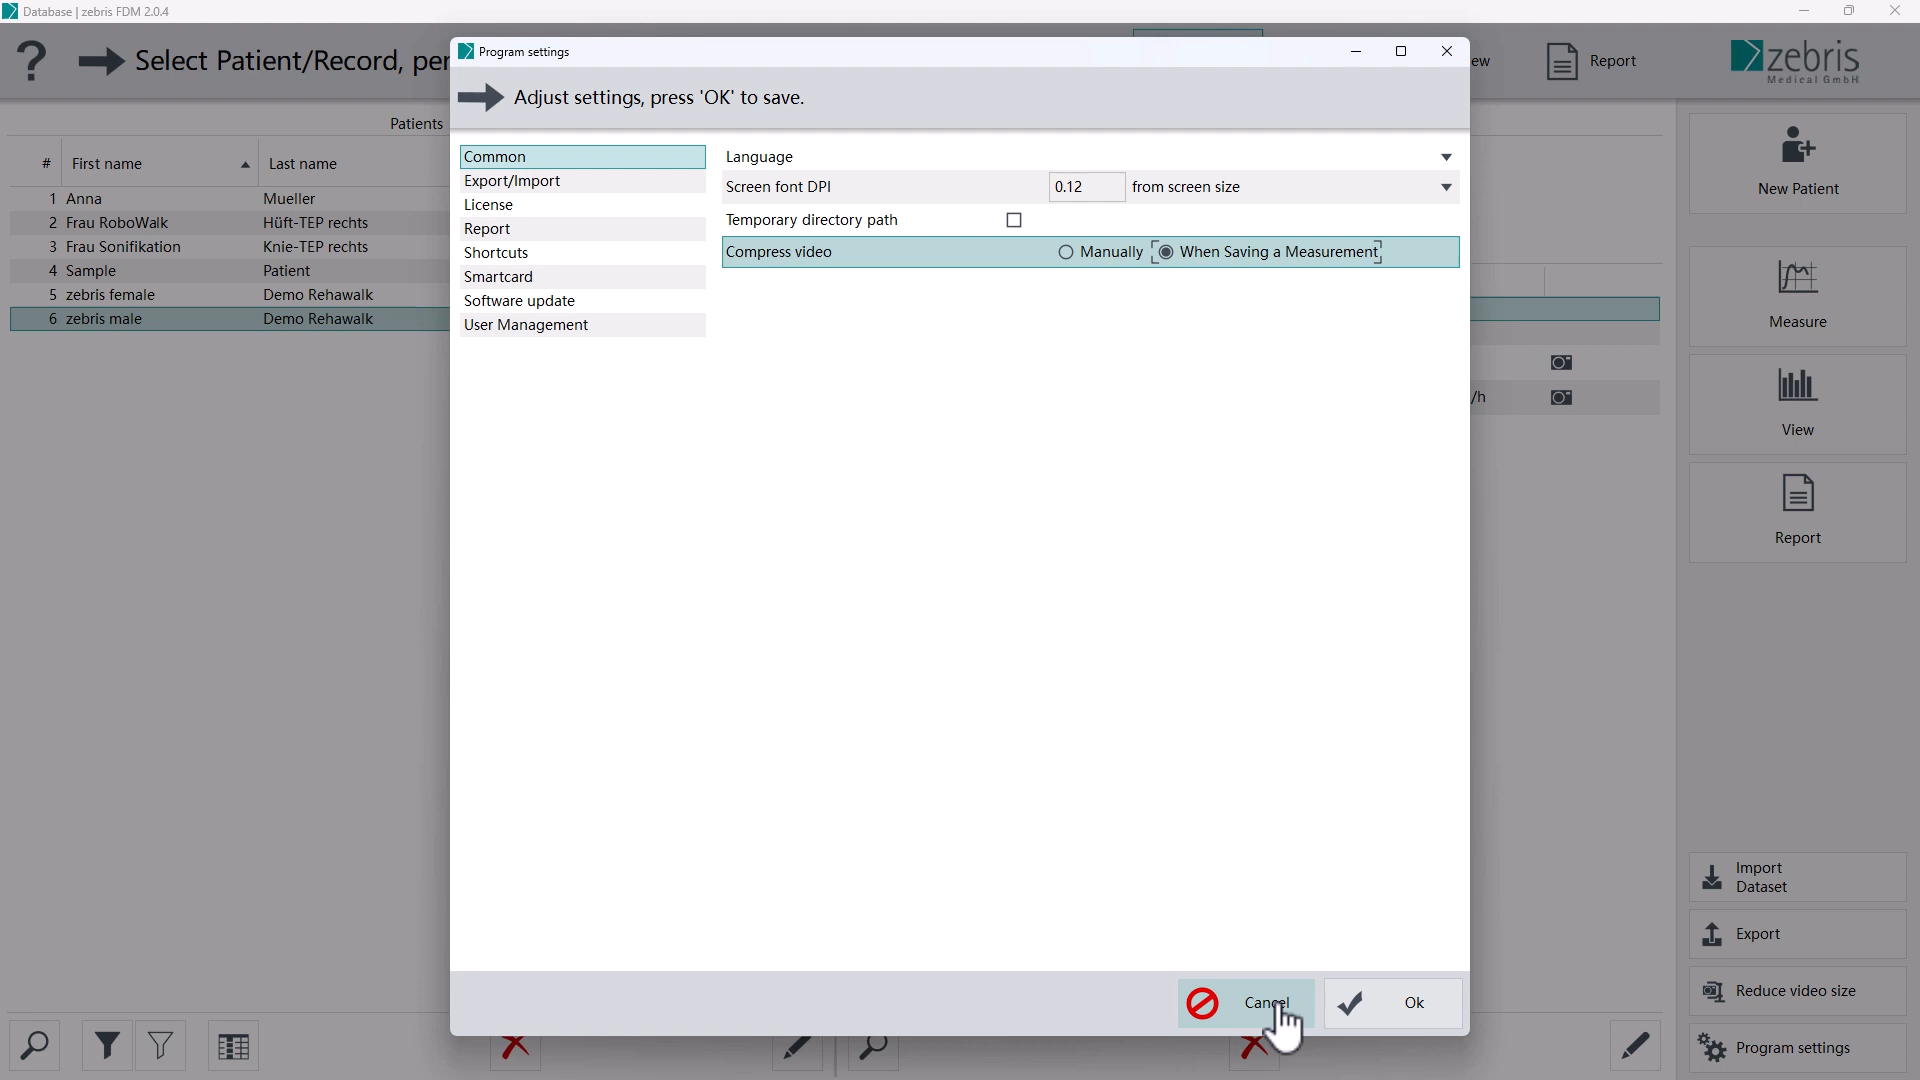 Database | zebris FDM 2.0.4
? Select Patient/Record, per
Program settings
Adjust settings, press 'OK' to save.
ew
Report
zebris
Medical GmbH
Patients
# First name Last name
1 Anna Mueller
2 Frau RoboWalk Hüft-TEP rechts
3 Frau Sonifikation Knie-TEP rechts
4 Sample Patient
5 zebris female Demo Rehawalk
6 zebris male Demo Rehawalk
Common
Export/Import
License
Report
Shortcuts
Smartcard
Software update
User Management
Language
Screen font DPI 0.12 from screen size
Temporary directory path
Compress video Manually When Saving a Measurement
/h
Cancel
Ok
New Patient
Measure
View
Report
Import
Dataset
Export
Reduce video size
Program settings